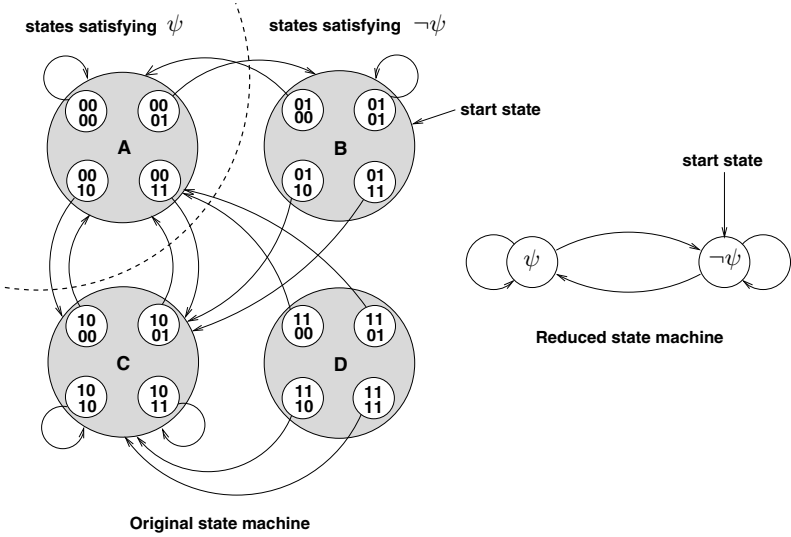 states satisfying ψ
states satisfying ¬ψ
00
00
00
01
A
00
10
00
11
01
00
01
01
B
01
10
01
11
start state
10
00
10
01
C
10
10
10
11
11
00
11
01
D
11
10
11
11
Original state machine
start state
ψ
¬ψ
Reduced state machine